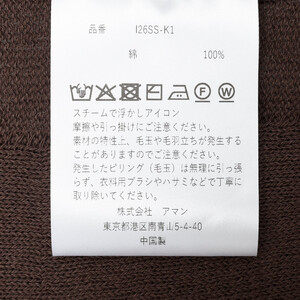 品番 I26SS-K1
綿 100%
スチームで浮かしアイロン
摩擦や引っ掛けにご注意ください。
素材の特性上、毛玉や毛羽立ちが発生する
ことがありますのでご注意ください。
発生したピリング（毛玉）は無理に引っ張
らず、衣料用ブラシやハサミなどで丁寧に
取り除いてください。
株式会社 アマン
東京都港区南青山5-4-40
中国製